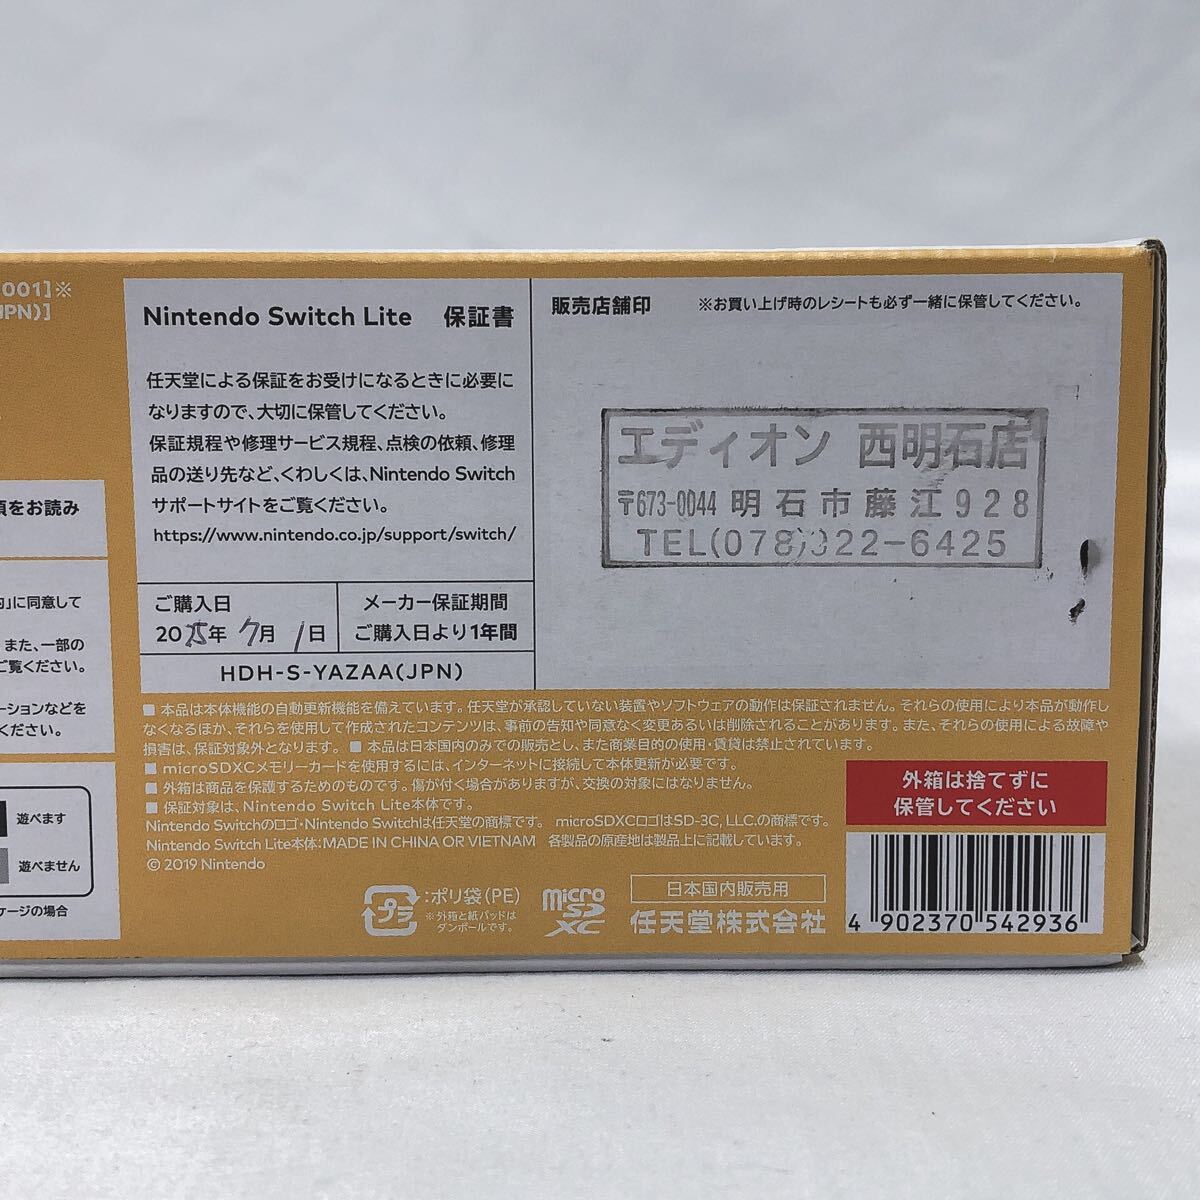 001]※
JPN)]
項をお読み
約」に同意して
また、一部の
ご覧ください。
ーションなどを
ください。
遊べます
遊べません
ケージの場合
Nintendo Switch Lite 保証書
任天堂による保証をお受けになるときに必要に
なりますので、大切に保管してください。
保証規程や修理サービス規程、点検の依頼、修理
品の送り先など、くわしくは、Nintendo Switch
サポートサイトをご覧ください。
https://www.nintendo.co.jp/support/switch/
ご購入日
2025年 7月 1日
メーカー保証期間
ご購入日より1年間
HDH-S-YAZAA(JPN)
販売店舗印 ※お買い上げ時のレシートも必ず一緒に保管してください。
エディオン 西明石店
〒673-0044 明石市藤江928
TEL(078)922-6425
■ 本品は本体機能の自動更新機能を備えています。任天堂が承認していない装置やソフトウェアの動作は保証されません。それらの使用により本品が動作し
なくなるほか、それらを使用して作成されたコンテンツは、事前の告知や同意なく変更あるいは削除されることがあります。また、それらの使用による故障や
損害は、保証対象外となります。 ■ 本品は日本国内のみでの販売とし、また商業目的の使用・賃貸は禁止されています。
■ microSDXCメモリーカードを使用するには、インターネットに接続して本体更新が必要です。
■ 外箱は商品を保護するためのものです。傷が付く場合がありますが、交換の対象にはなりません。
■ 保証対象は、Nintendo Switch Lite本体です。
Nintendo Switchのロゴ・Nintendo Switchは任天堂の商標です。 microSDXCロゴはSD-3C, LLC.の商標です。
Nintendo Switch Lite本体:MADE IN CHINA OR VIETNAM 各製品の原産地は製品上に記載しています。
© 2019 Nintendo
プラ
:ポリ袋(PE)
※外箱と紙パッドは
ダンボールです。
micro
SD
XC
日本国内販売用
任天堂株式会社
外箱は捨てずに
保管してください
4 902370 542936